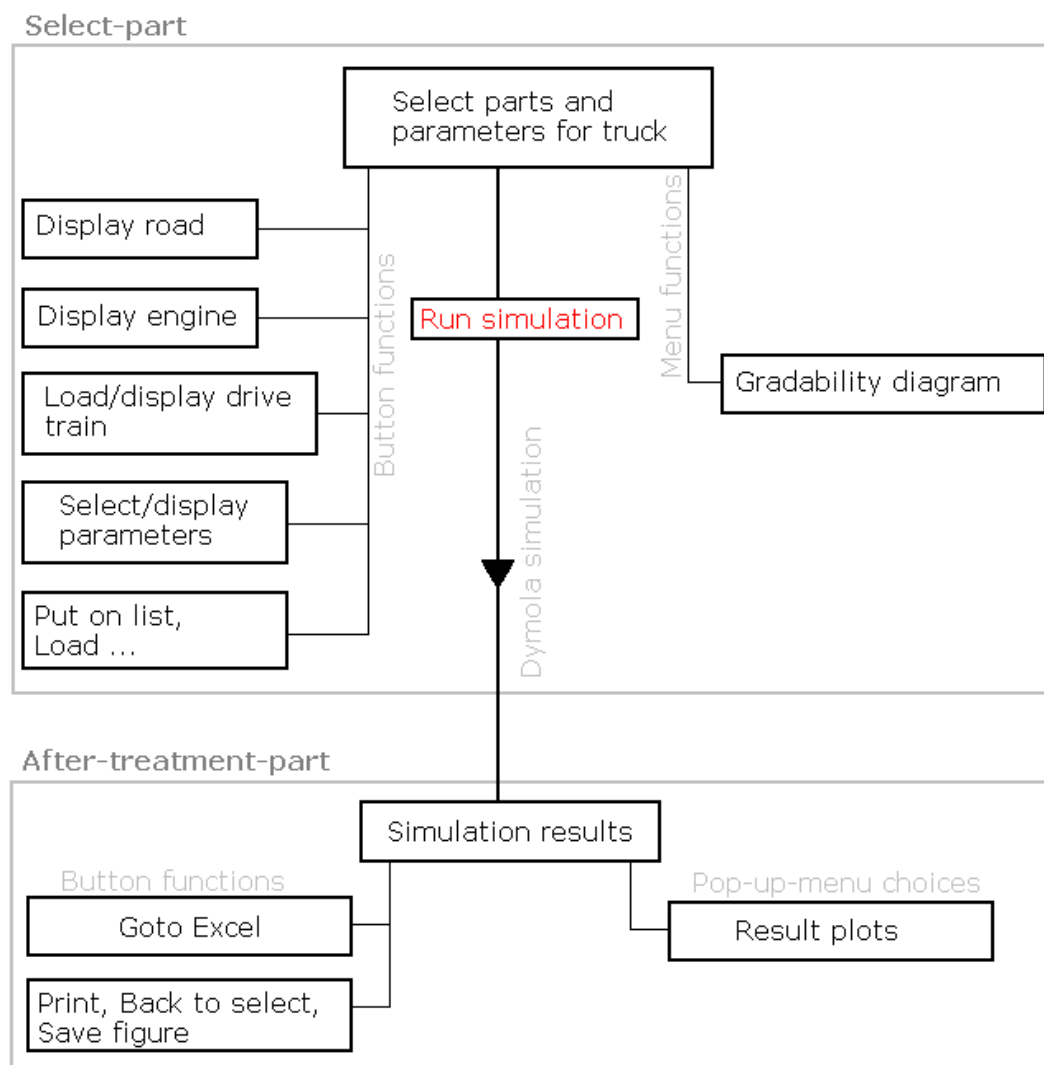 Select-part
Select parts and
parameters for truck
Display road
Display engine
Load/display drive
train
Select/display
parameters
Put on list,
Load ...
Button functions
Run simulation
Dymola simulation
Menu functions
Gradability diagram
After-treatment-part
Simulation results
Button functions
Goto Excel
Print, Back to select,
Save figure
Pop-up-menu choices
Result plots